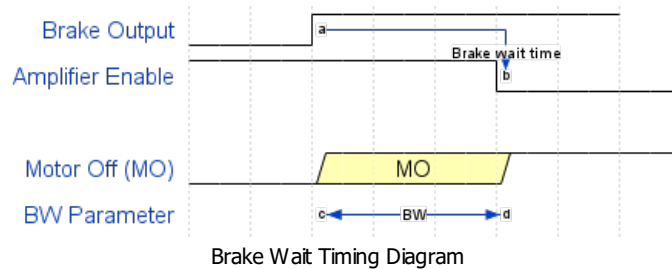 Brake Output
a
Brake wait time
Amplifier Enable
b
Motor Off (MO)
MO
BW Parameter
c
BW
d
Brake Wait Timing Diagram